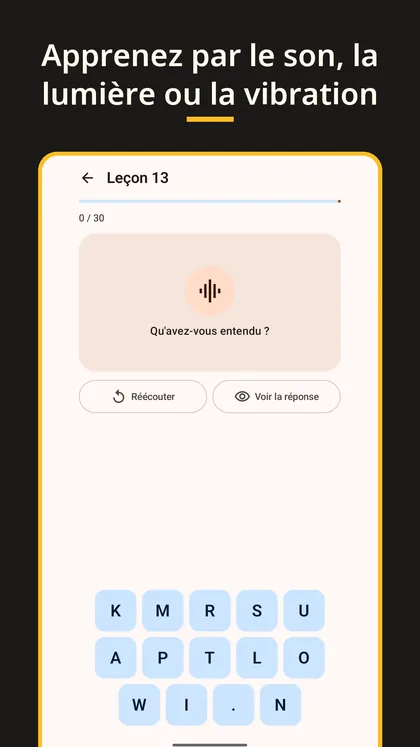 Apprenez par le son, la
lumière ou la vibration
Leçon 13
0 / 30
Qu'avez-vous entendu ?
Réécouter
Voir la réponse
K M R S U
A P T L O
W I . N